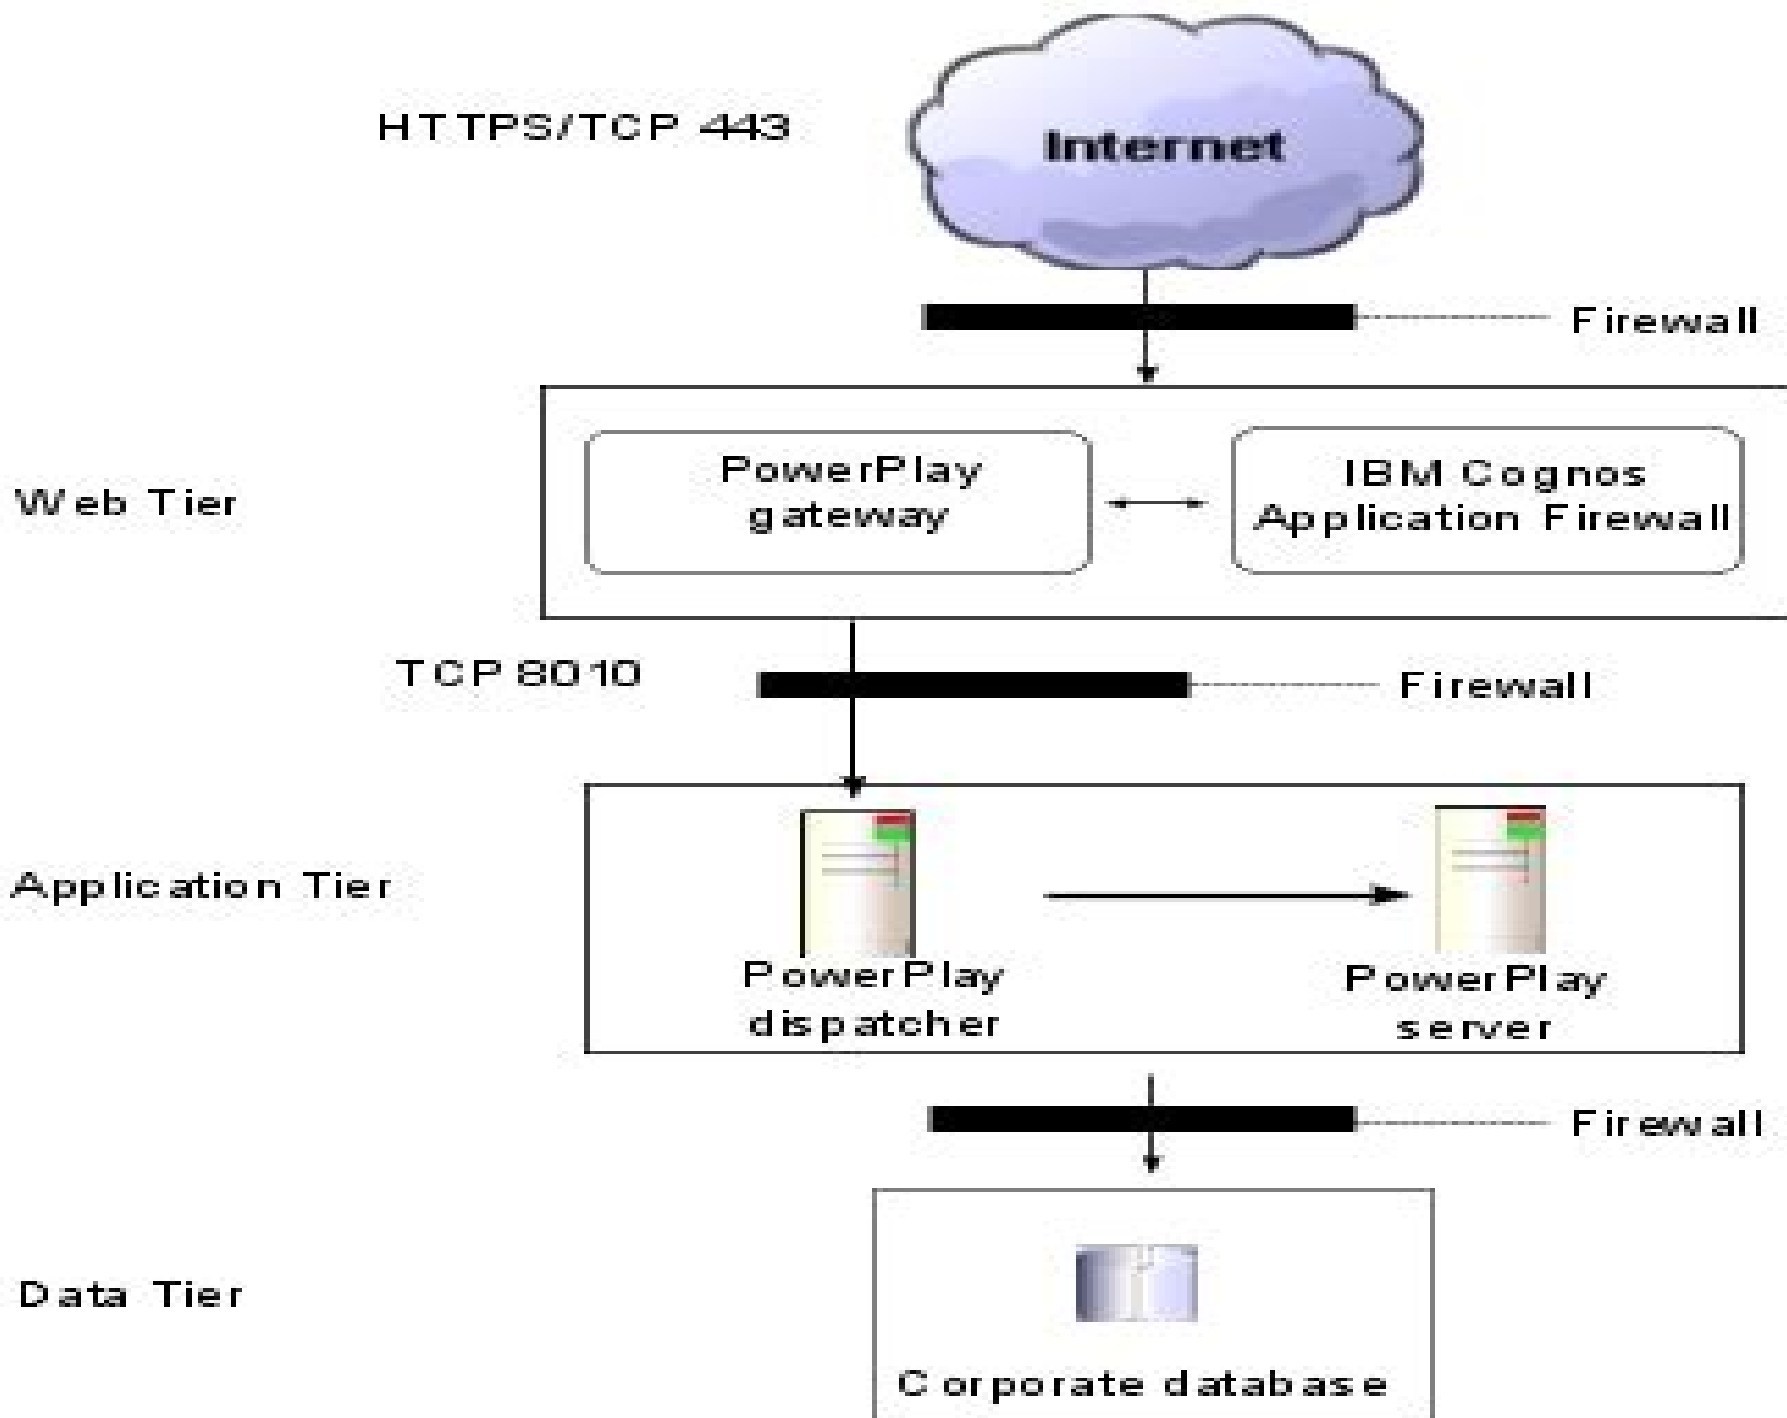 HTTPS/TCP 443
Internet
Firewall
Web Tier
PowerPlay
gateway
IBM Cognos
Application Firewall
TCP 8010
Firewall
Application Tier
PowerPlay
dispatcher
PowerPlay
server
Firewall
Data Tier
Corporate database